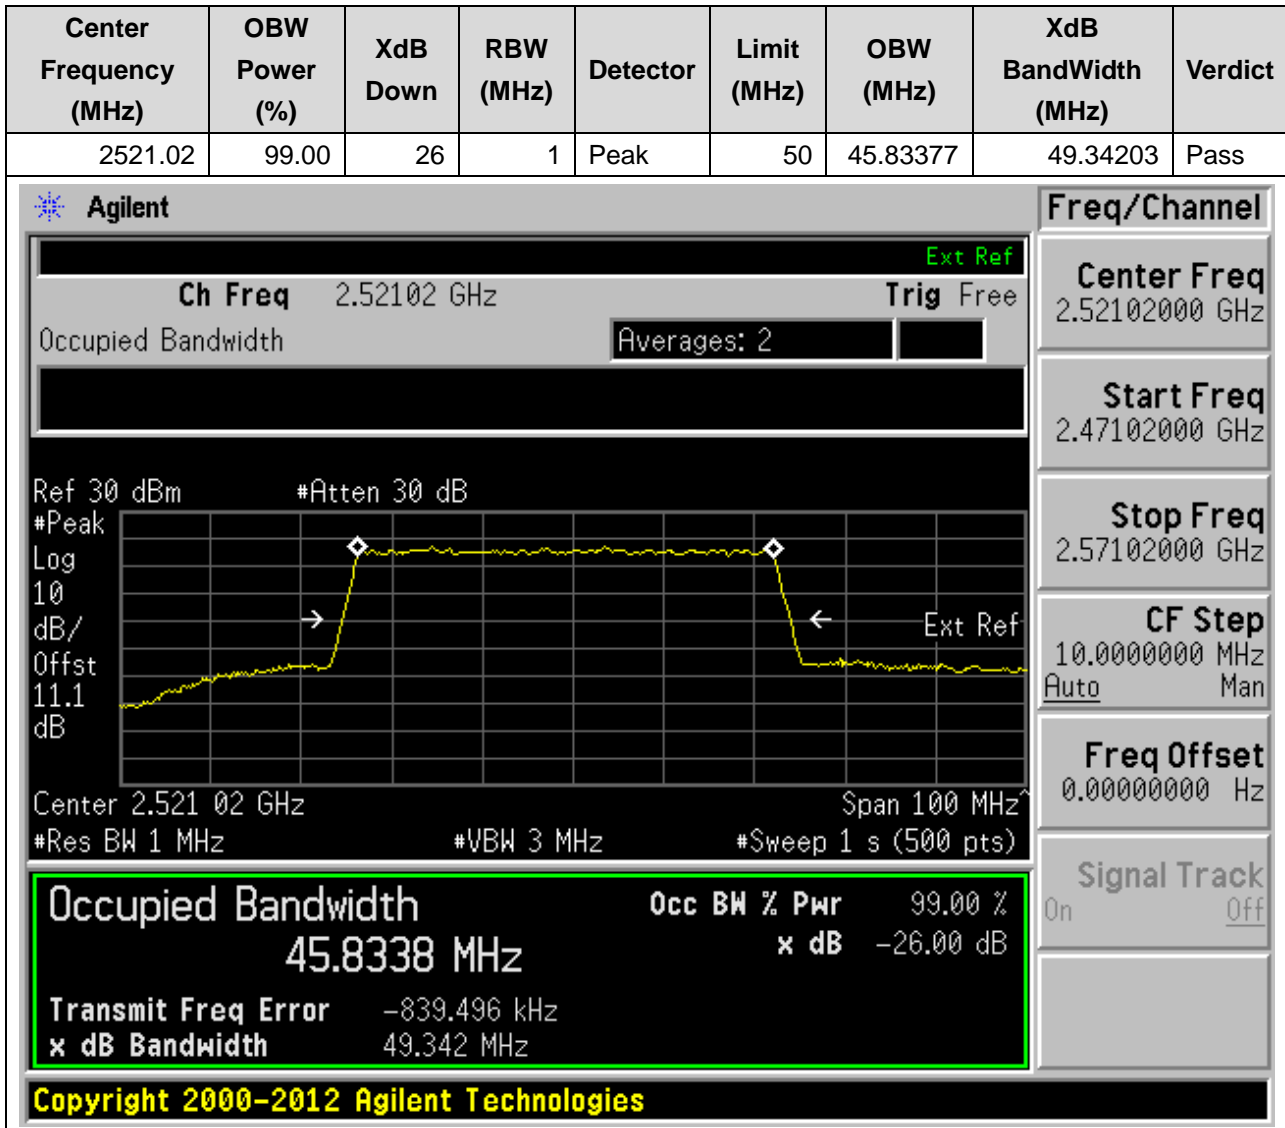 Center Frequency (MHz) OBW Power (%) XdB Down RBW (MHz) Detector Limit (MHz) OBW (MHz) XdB BandWidth (MHz) Verdict
2521.02 99.00 26 1 Peak 50 45.83377 49.34203 Pass
Agilent
Freq/Channel
Ext Ref
Ch Freq 2.52102 GHz Trig Free
Occupied Bandwidth Averages: 2
Center Freq
2.52102000 GHz
Start Freq
2.47102000 GHz
Stop Freq
2.57102000 GHz
CF Step
10.0000000 MHz
Auto Man
Freq Offset
0.00000000 Hz
Signal Track
On Off
Ref 30 dBm #Atten 30 dB
#Peak
Log
10
dB/
Offst
11.1
dB
Ext Ref
Center 2.521 02 GHz Span 100 MHz^
#Res BW 1 MHz #VBW 3 MHz #Sweep 1 s (500 pts)
Occupied Bandwidth Occ BW % Pwr 99.00 %
45.8338 MHz x dB -26.00 dB
Transmit Freq Error -839.496 kHz
x dB Bandwidth 49.342 MHz
Copyright 2000-2012 Agilent Technologies